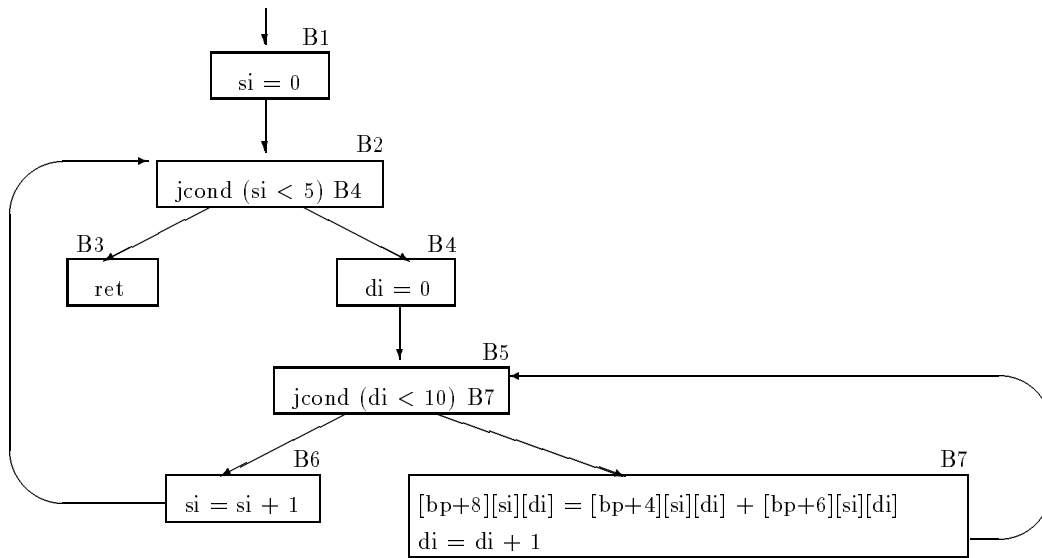 B1
si = 0
B2
jcond (si < 5) B4
B3
ret
B4
di = 0
B5
jcond (di < 10) B7
B6
si = si + 1
B7
[bp+8][si][di] = [bp+4][si][di] + [bp+6][si][di]
di = di + 1